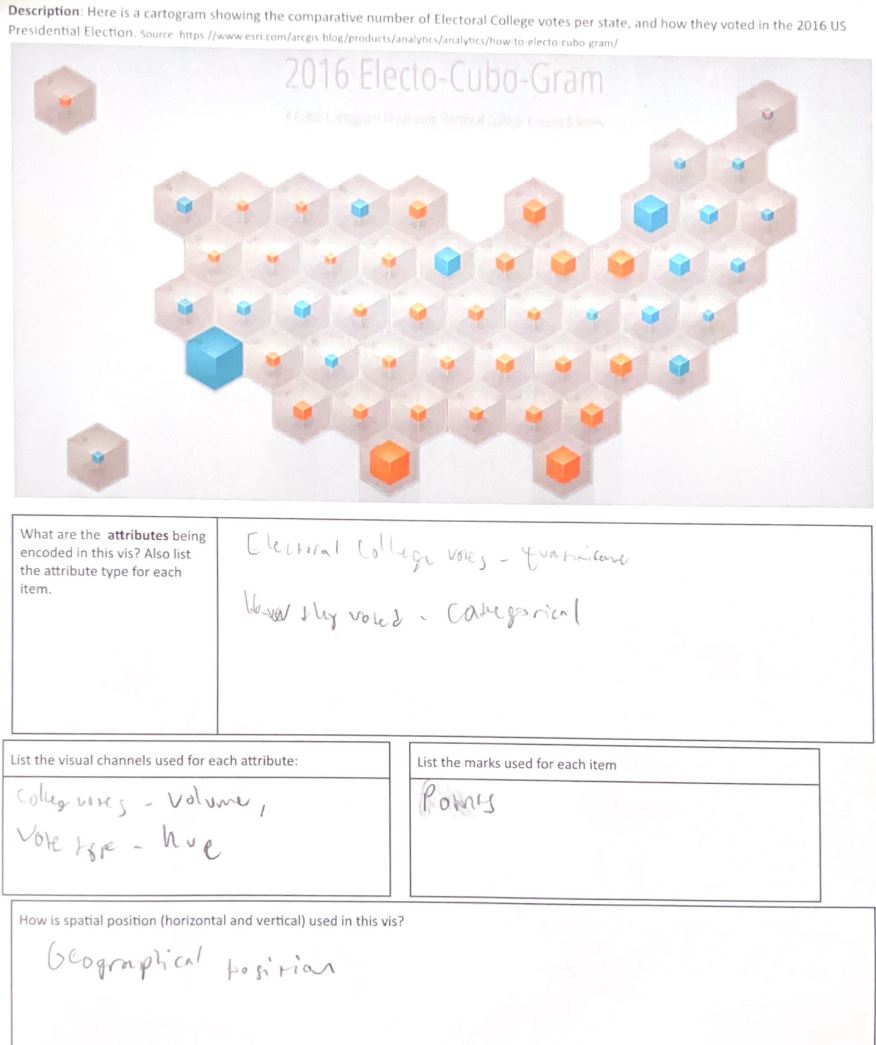 Description: Here is a cartogram showing the comparative number of Electoral College votes per state, and how they voted in the 2016 US
Presidential Election. Source: https //www.esri.com/arcgis-blog/products/analytics/analytics/how-to-electo-cubo-gram/
2016 Electo-Cubo-Gram
A Cubic Cartogram Illustrating Electoral College Counts & Votes
What are the attributes being
encoded in this vis? Also list
the attribute type for each
item.
Electoral College votes - quantitative
How they voted - Categorical
List the visual channels used for each attribute:
Colleg votes - Volume,
Vote type - hue
List the marks used for each item
Points
How is spatial position (horizontal and vertical) used in this vis?
Geographical position